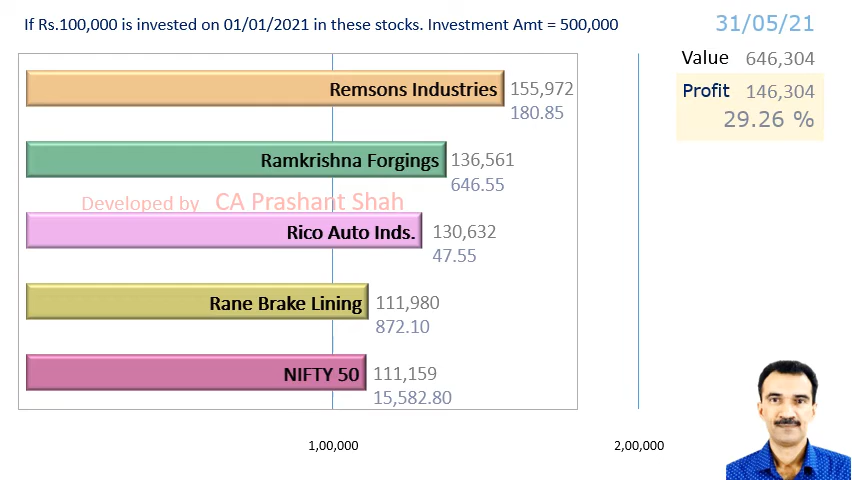 If Rs.100,000 is invested on 01/01/2021 in these stocks. Investment Amt = 500,000
31/05/21
Value 646,304
Profit 146,304
29.26 %
Remsons Industries 155,972
180.85
Ramkrishna Forgings 136,561
646.55
Developed by CA Prashant Shah
Rico Auto Inds. 130,632
47.55
Rane Brake Lining 111,980
872.10
NIFTY 50 111,159
15,582.80
1,00,000 2,00,000